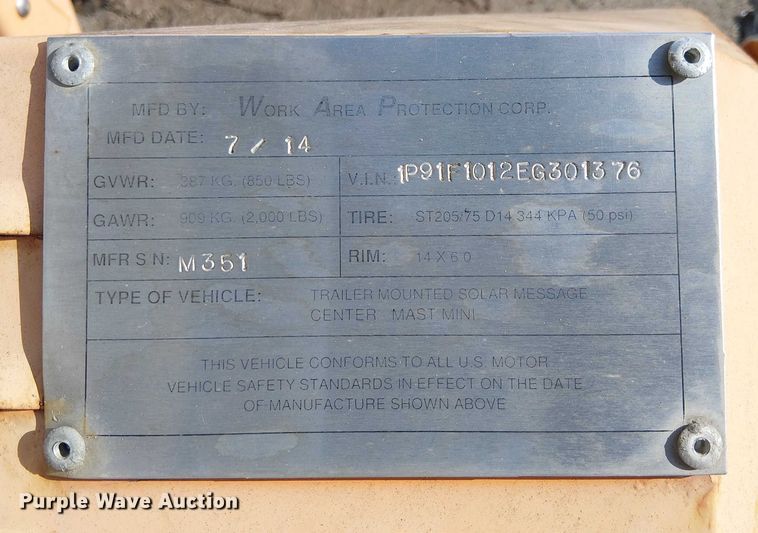 MFD BY: WORK AREA PROTECTION CORP.
MFD DATE: 7 / 14
GVWR: 387 KG. (850 LBS) V.I.N.: 1P91F1012EG301376
GAWR: 909 KG. (2,000 LBS) TIRE: ST205/75 D14 344 KPA (50 psi)
MFR S N: M351 RIM: 14 X 6.0
TYPE OF VEHICLE: TRAILER MOUNTED SOLAR MESSAGE
CENTER MAST MINI
THIS VEHICLE CONFORMS TO ALL U.S. MOTOR
VEHICLE SAFETY STANDARDS IN EFFECT ON THE DATE
OF MANUFACTURE SHOWN ABOVE
Purple Wave Auction